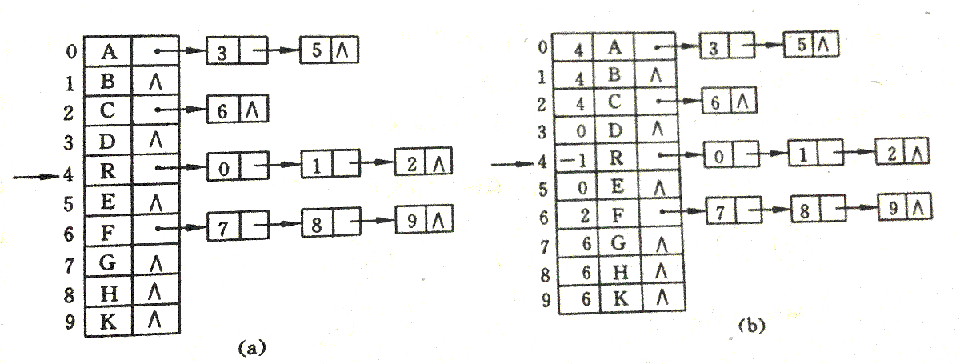 0 A 3 5 ∧
1 B ∧
2 C 6 ∧
3 D ∧
4 R 0 1 2 ∧
5 E ∧
6 F 7 8 9 ∧
7 G ∧
8 H ∧
9 K ∧
(a)
0 4 A 3 5 ∧
1 4 B ∧
2 4 C 6 ∧
3 0 D ∧
4 -1 R 0 1 2 ∧
5 0 E ∧
6 2 F 7 8 9 ∧
7 6 G ∧
8 6 H ∧
9 6 K ∧
(b)